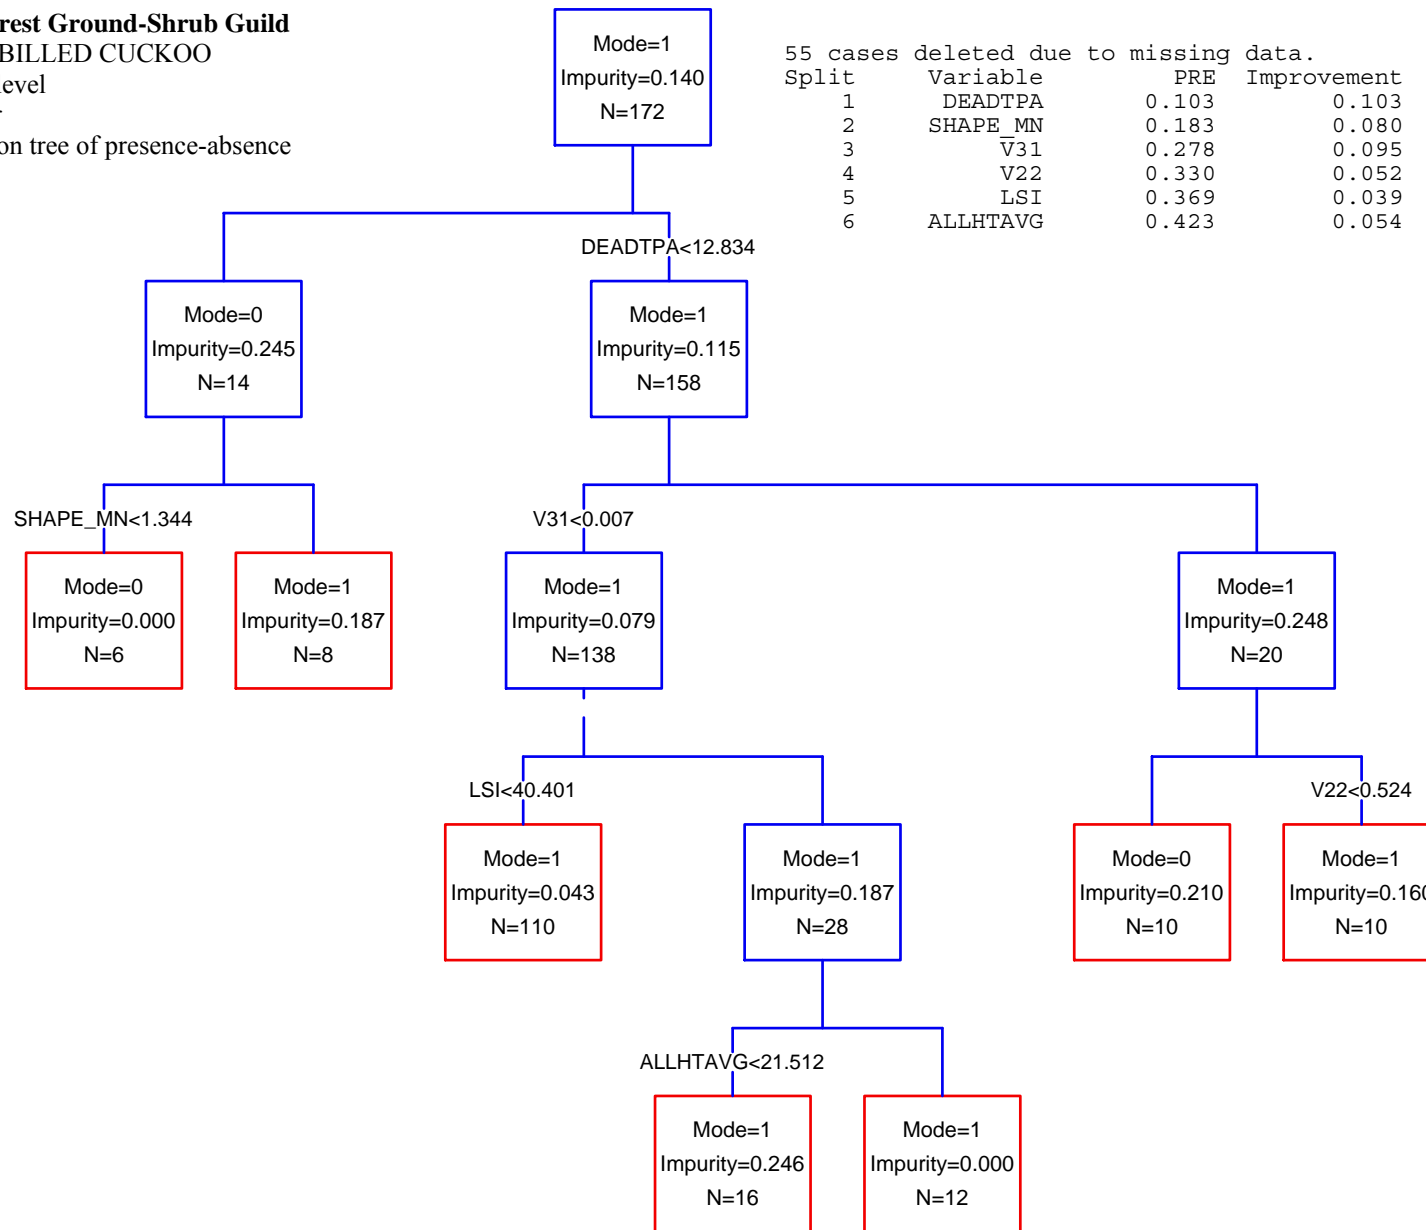 rest Ground-Shrub Guild
BILLED CUCKOO
evel
on tree of presence-absence
55 cases deleted due to missing data.
Split Variable PRE Improvement
1 DEADTPA 0.103 0.103
2 SHAPE_MN 0.183 0.080
3 V31 0.278 0.095
4 V22 0.330 0.052
5 LSI 0.369 0.039
6 ALLHTAVG 0.423 0.054
Mode=1
Impurity=0.140
N=172
DEADTPA<12.834
Mode=0
Impurity=0.245
N=14
Mode=1
Impurity=0.115
N=158
SHAPE_MN<1.344
V31<0.007
Mode=0
Impurity=0.000
N=6
Mode=1
Impurity=0.187
N=8
Mode=1
Impurity=0.079
N=138
Mode=1
Impurity=0.248
N=20
LSI<40.401
V22<0.524
Mode=1
Impurity=0.043
N=110
Mode=1
Impurity=0.187
N=28
Mode=0
Impurity=0.210
N=10
Mode=1
Impurity=0.160
N=10
ALLHTAVG<21.512
Mode=1
Impurity=0.246
N=16
Mode=1
Impurity=0.000
N=12